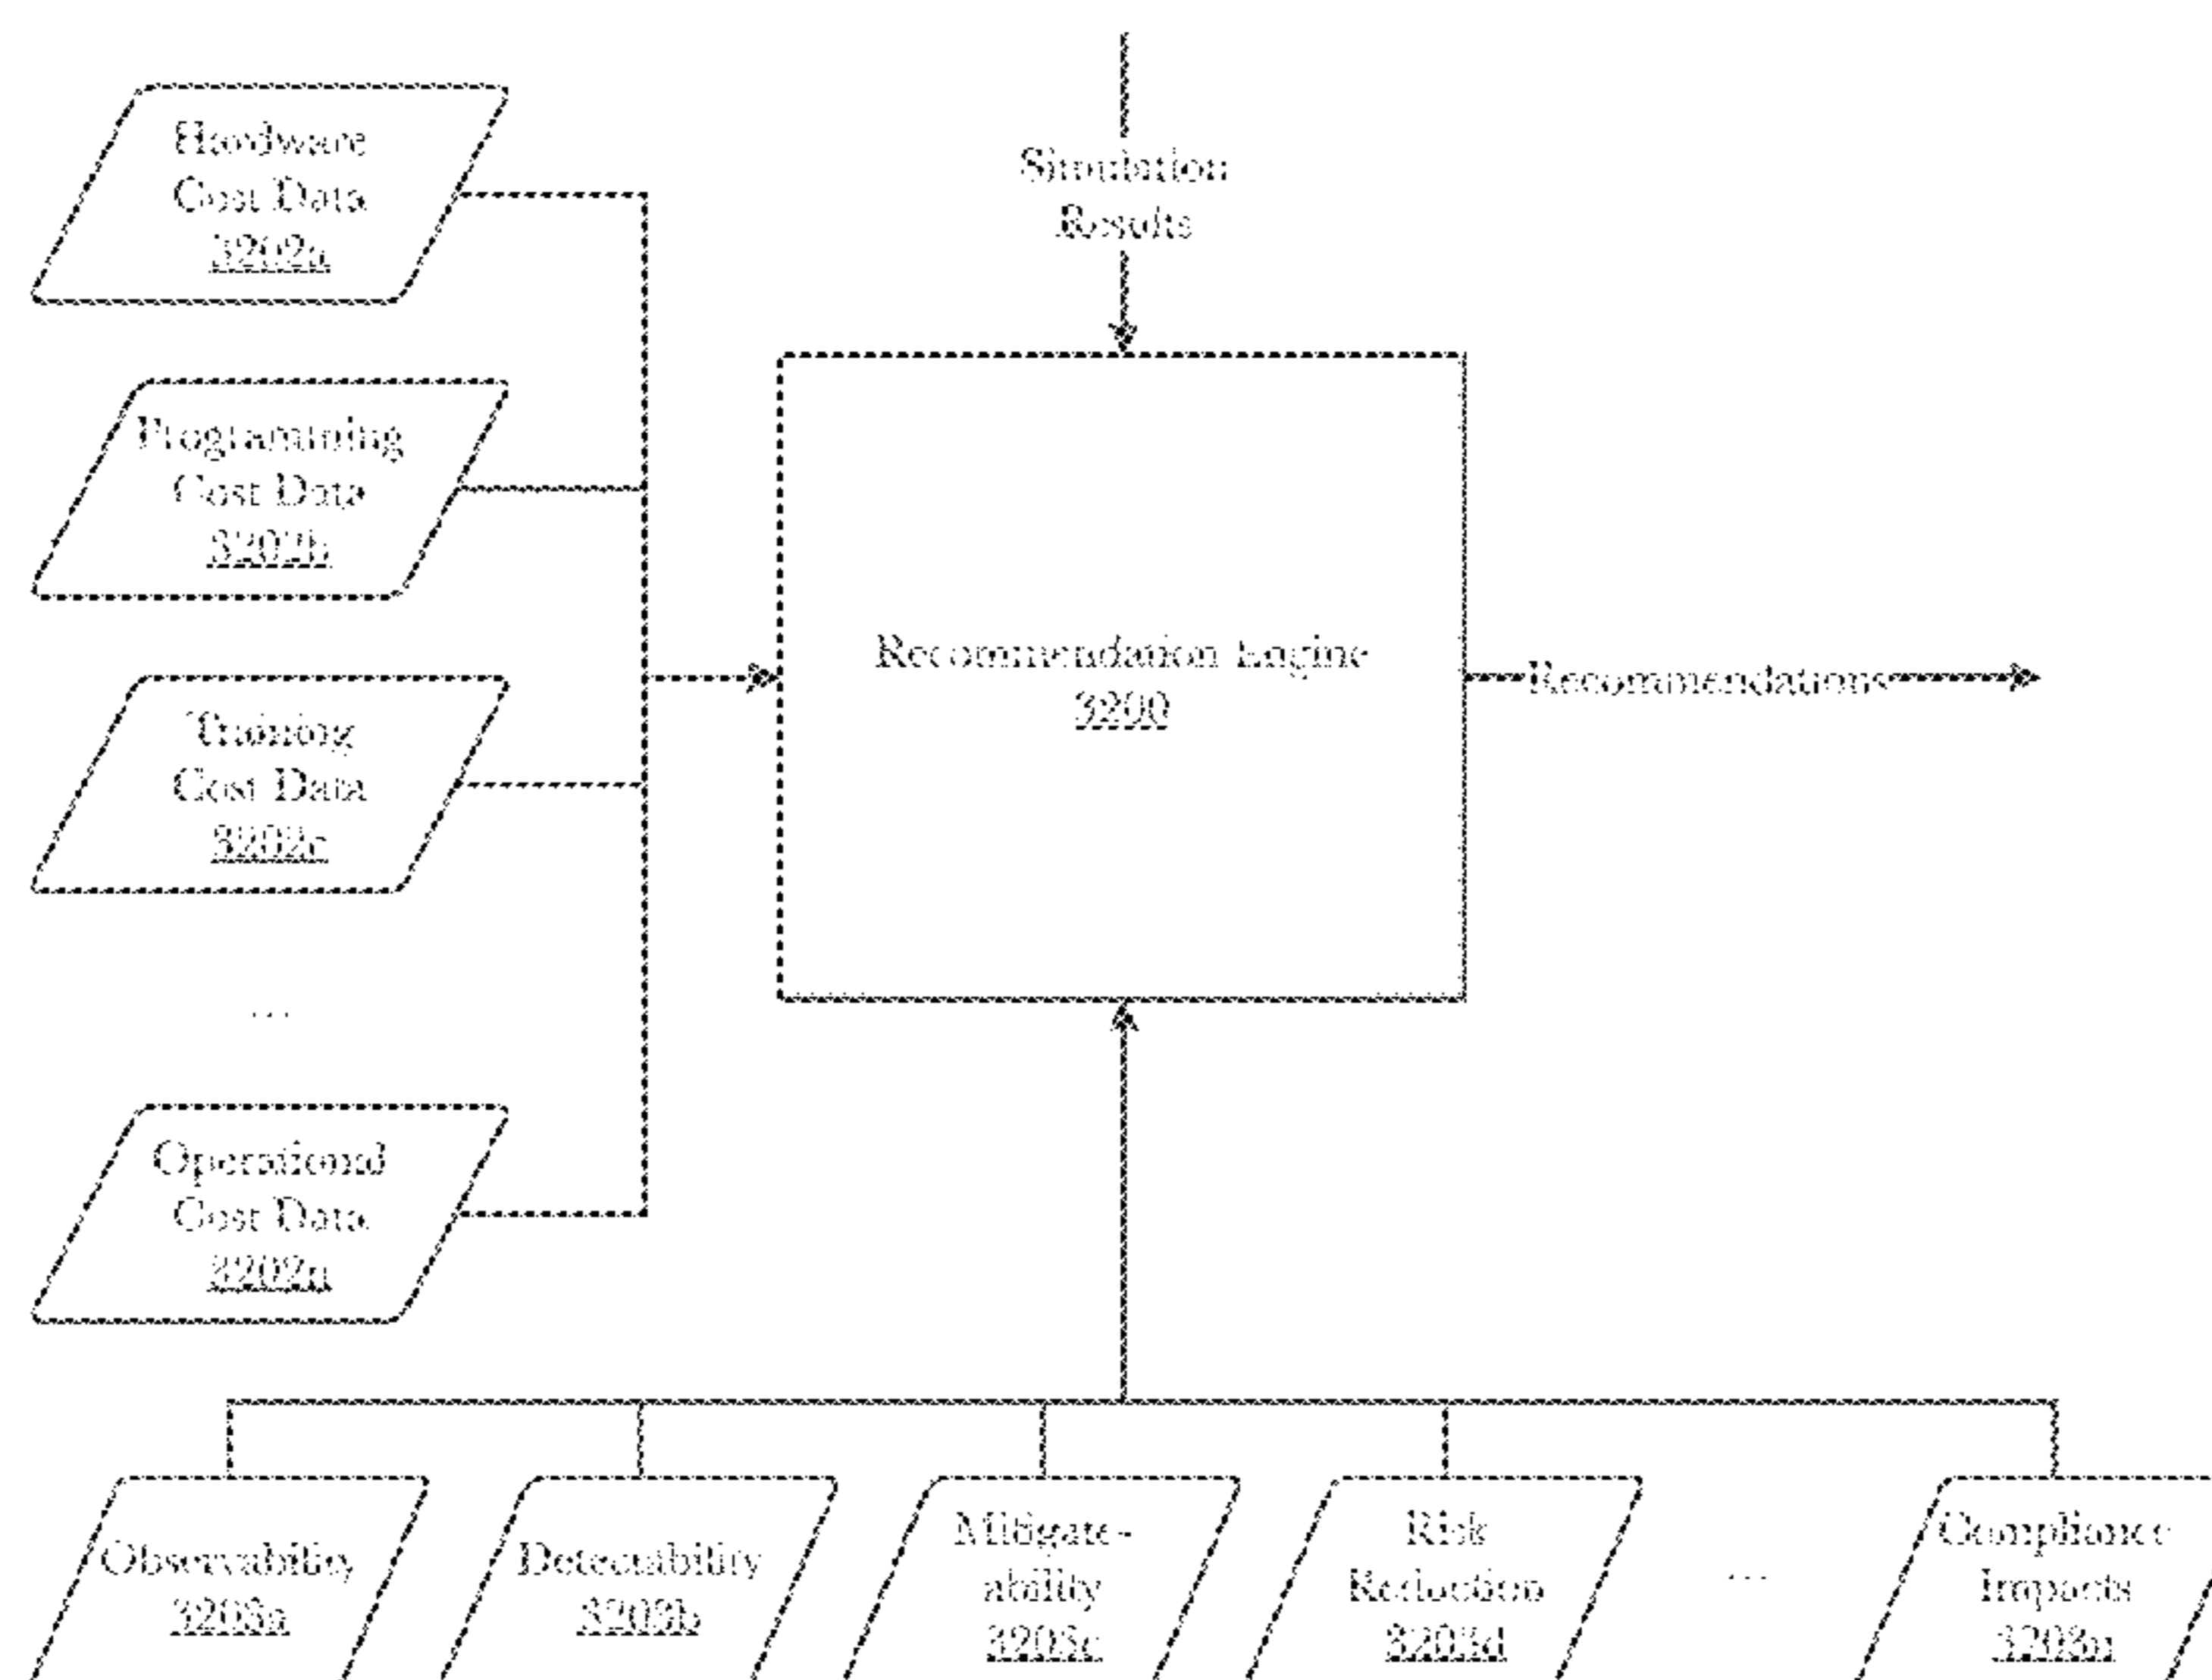 Hardware
Cost Data
3202a
Simulation
Results
Programming
Cost Data
3202b
Recommendation Engine
3200
Recommendations
Training
Cost Data
3202c
...
Operational
Cost Data
3202n
Observability
3203a
Detectability
3203b
Mitigate-
ability
3203c
Risk
Reduction
3203d
...
Compliance
Impacts
3203n